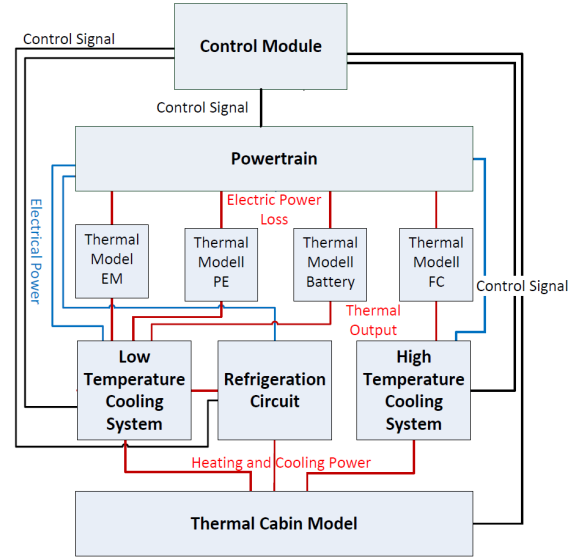 Control Signal
Control Module
Control Signal
Powertrain
Electrical Power
Electric Power
Loss
Thermal
Model
EM
Thermal
Modell
PE
Thermal
Modell
Battery
Thermal
Modell
FC
Control Signal
Thermal
Output
Low
Temperature
Cooling
System
Refrigeration
Circuit
High
Temperature
Cooling
System
Heating and Cooling Power
Thermal Cabin Model